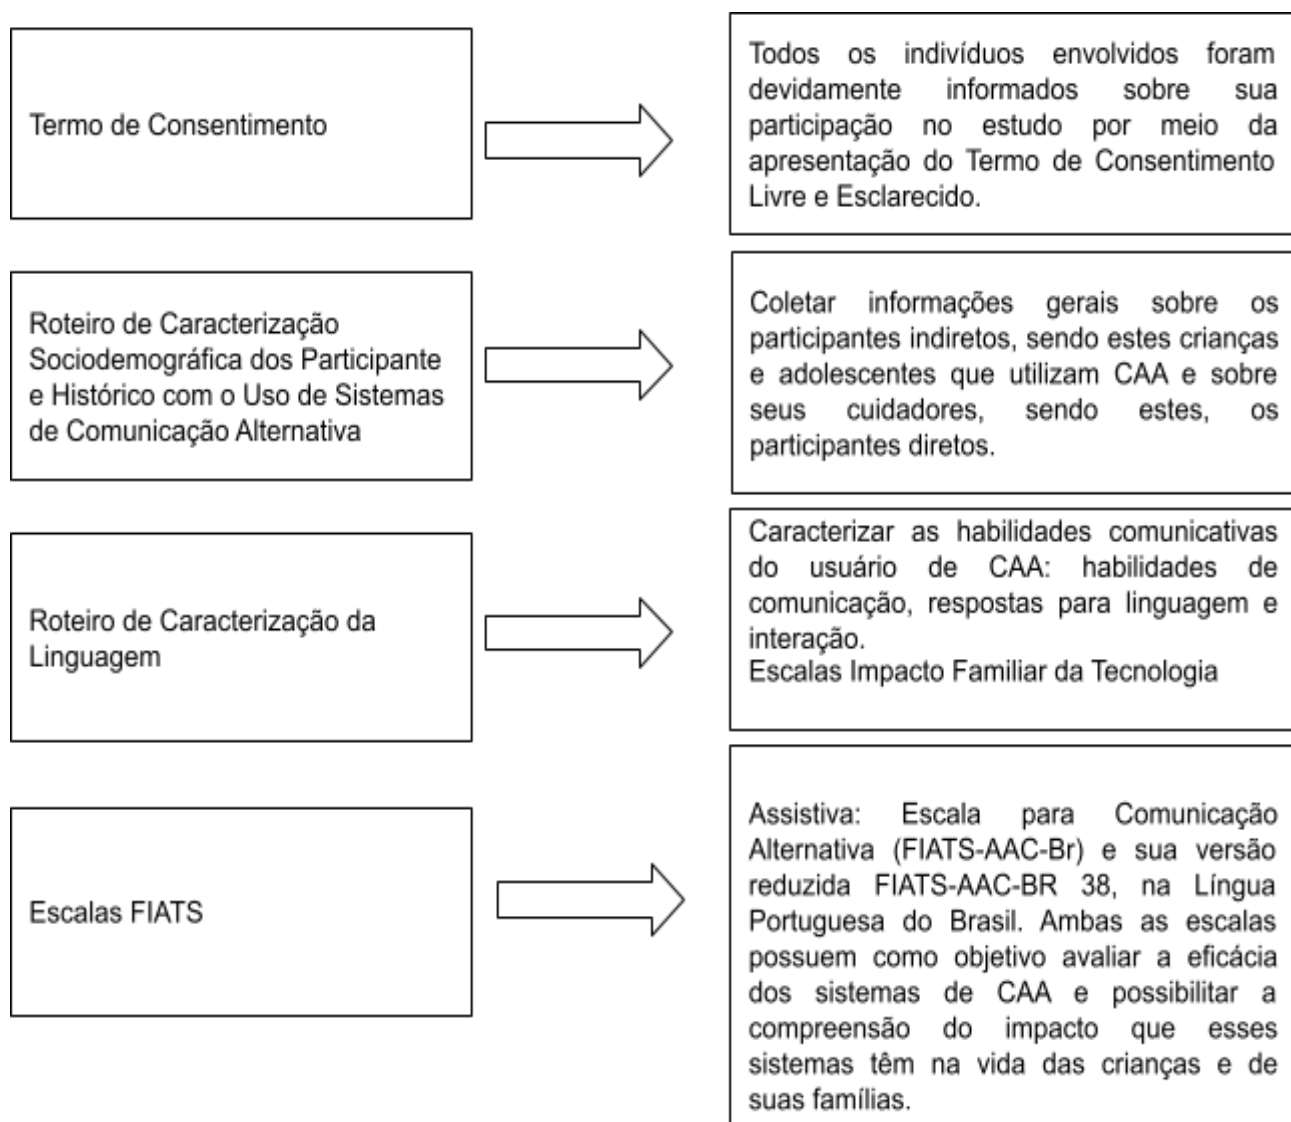 Termo de Consentimento
Todos os indivíduos envolvidos foram
devidamente informados sobre sua
participação no estudo por meio da
apresentação do Termo de Consentimento
Livre e Esclarecido.
Roteiro de Caracterização
Sociodemográfica dos Participante
e Histórico com o Uso de Sistemas
de Comunicação Alternativa
Coletar informações gerais sobre os
participantes indiretos, sendo estes crianças
e adolescentes que utilizam CAA e sobre
seus cuidadores, sendo estes, os
participantes diretos.
Roteiro de Caracterização da
Linguagem
Caracterizar as habilidades comunicativas
do usuário de CAA: habilidades de
comunicação, respostas para linguagem e
interação.
Escalas Impacto Familiar da Tecnologia
Escalas FIATS
Assistiva: Escala para Comunicação
Alternativa (FIATS-AAC-Br) e sua versão
reduzida FIATS-AAC-BR 38, na Língua
Portuguesa do Brasil. Ambas as escalas
possuem como objetivo avaliar a eficácia
dos sistemas de CAA e possibilitar a
compreensão do impacto que esses
sistemas têm na vida das crianças e de
suas famílias.